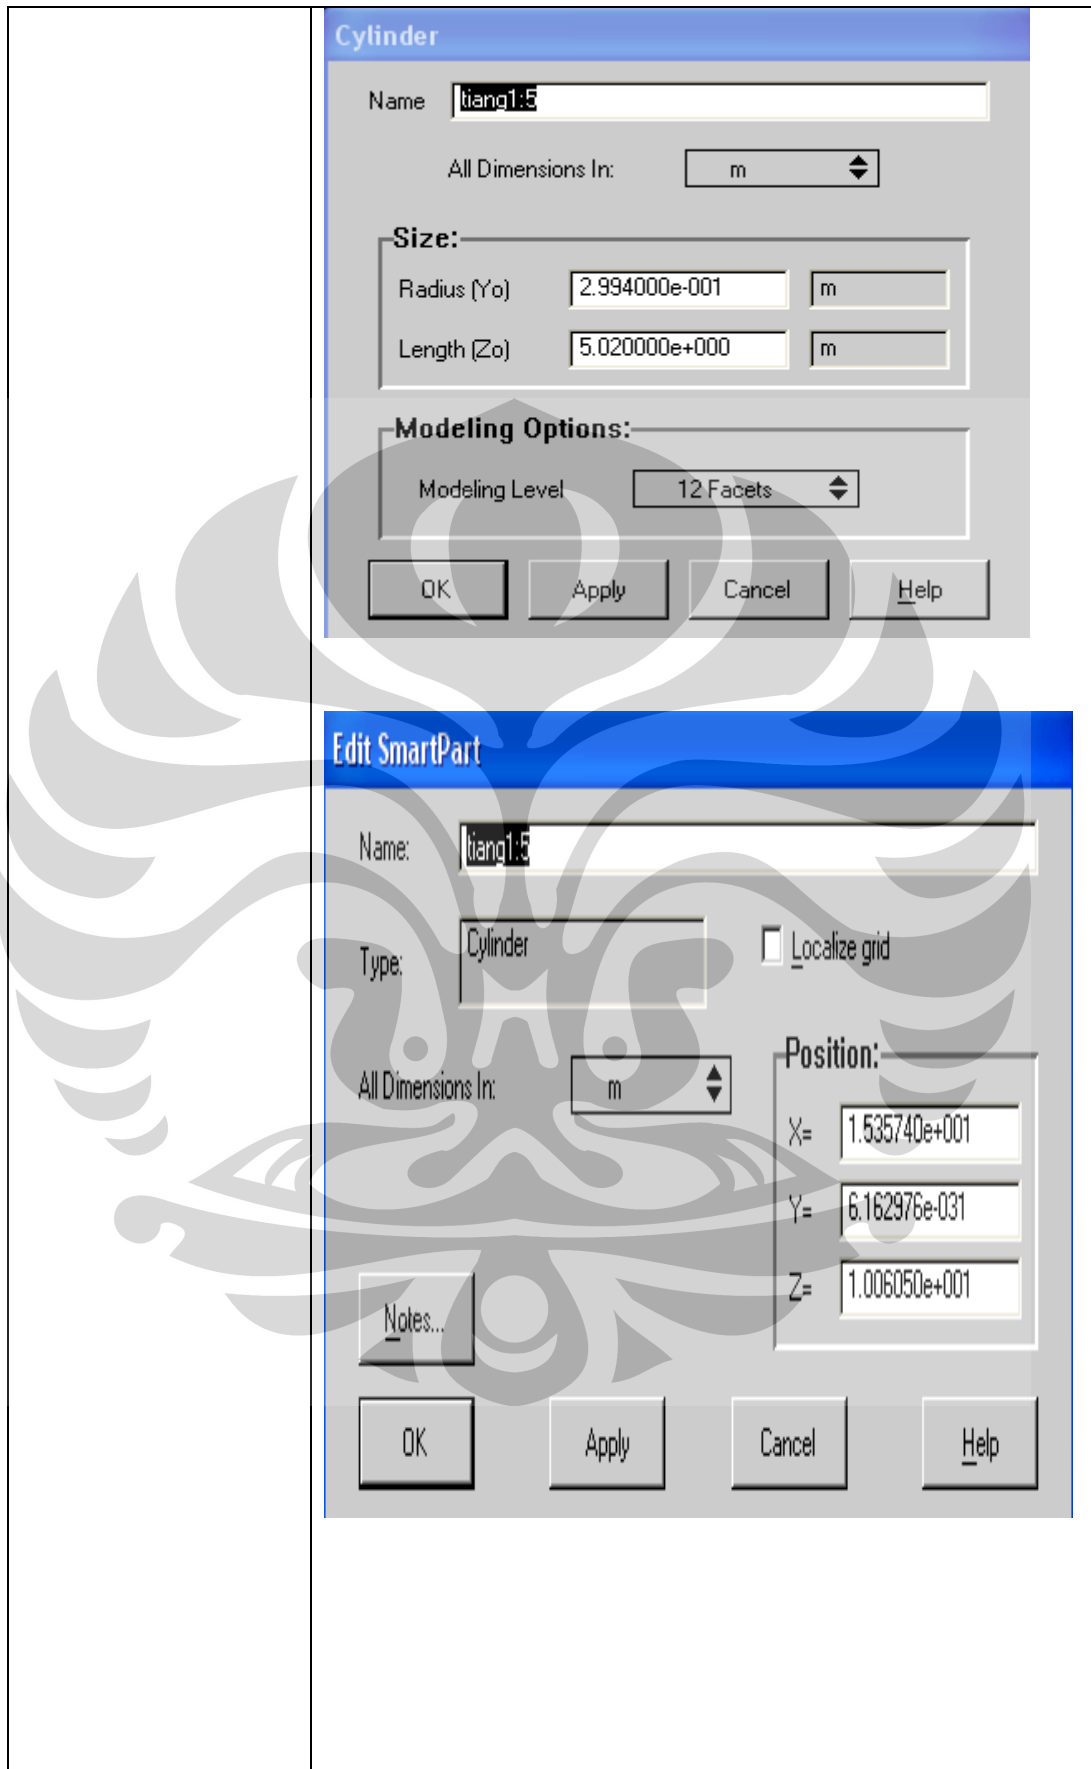 Cylinder
Name tiang1:5
All Dimensions In: m
Size:
Radius (Yo) 2.994000e-001 m
Length (Zo) 5.020000e+000 m
Modeling Options:
Modeling Level 12 Facets
OK Apply Cancel Help
Edit SmartPart
Name: tiang1:5
Type: Cylinder Localize grid
Position:
All Dimensions In: m
X= 1.535740e+001
Y= 6.162976e-031
Z= 1.006050e+001
Notes...
OK Apply Cancel Help